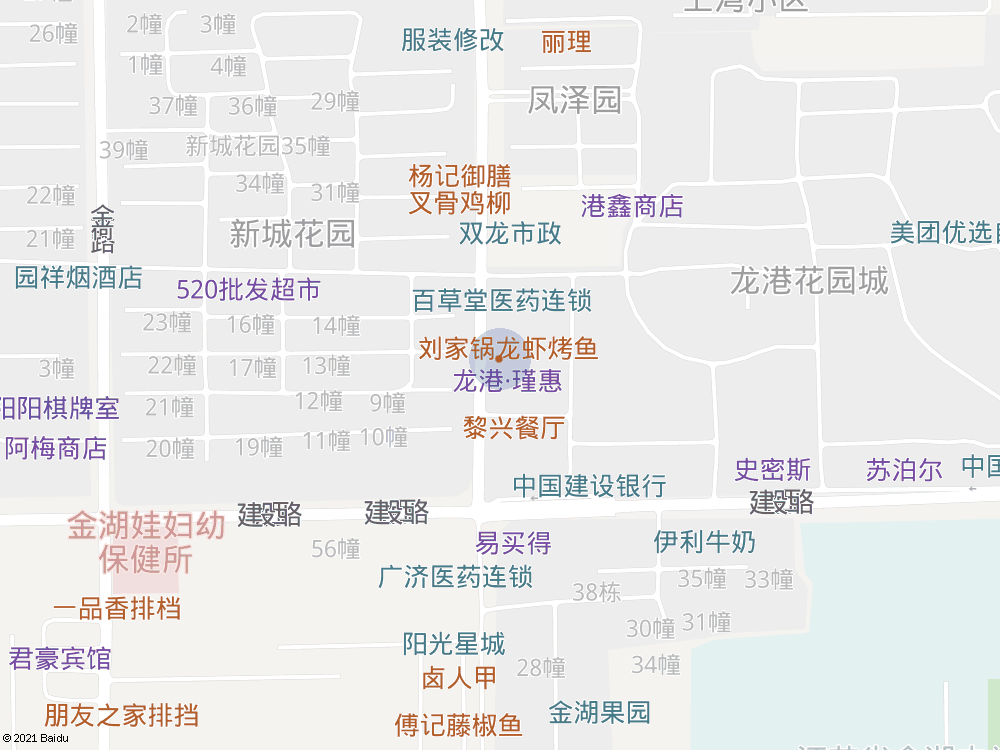 上湾小区
2幢
3幢
26幢
服装修改
丽理
1幢
4幢
29幢
凤泽园
37幢
36幢
39幢
新城花园35幢
杨记御膳
叉骨鸡柳
34幢
31幢
22幢
港鑫商店
新城花园
双龙市政
美团优选自
21幢
园祥烟酒店
520批发超市
龙港花园城
百草堂医药连锁
23幢
16幢
14幢
刘家锅龙虾烤鱼
3幢
22幢
17幢
13幢
龙港·瑾惠
阳阳棋牌室
21幢
12幢
9幢
黎兴餐厅
阿梅商店
20幢
19幢
11幢
10幢
史密斯
苏泊尔
中国
中国建设银行
建设路
建设路
建设路
金湖娃妇幼
保健所
56幢
易买得
伊利牛奶
广济医药连锁
38栋
35幢
33幢
一品香排档
30幢
31幢
阳光星城
君豪宾馆
28幢
34幢
卤人甲
朋友之家排挡
傅记藤椒鱼
金湖果园
© 2021 Baidu